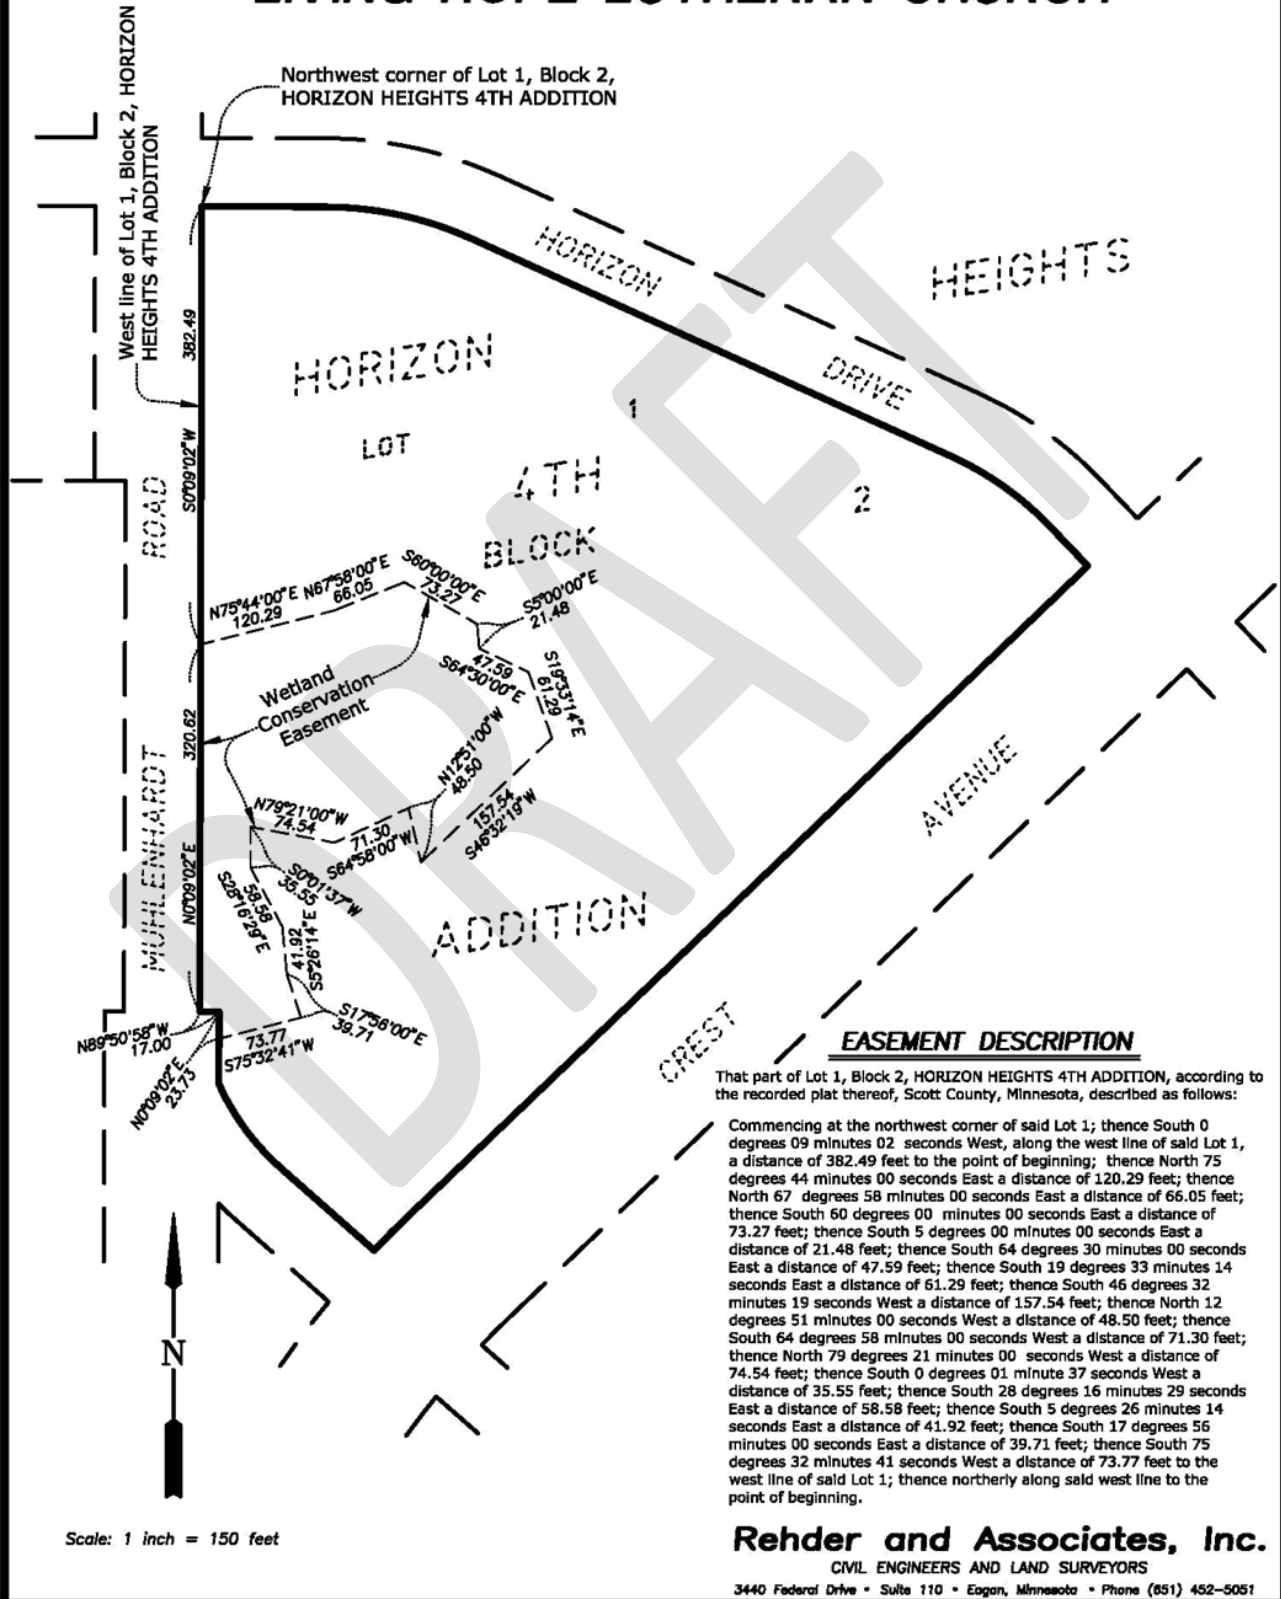 LIVING HOPE LUTHERAN CHURCH
Northwest corner of Lot 1, Block 2,
HORIZON HEIGHTS 4TH ADDITION
West line of Lot 1, Block 2, HORIZON
HEIGHTS 4TH ADDITION
HORIZON
DRIVE
HEIGHTS
382.49
S0°09'02"W
HORIZON
LOT
1
4TH
2
BLOCK
ROAD
N75°44'00"E
120.29
N67°58'00"E
66.05
S60°00'00"E
73.27
S5°00'00"E
21.48
47.59
S64°30'00"E
S19°33'14"E
61.29
Wetland
Conservation
Easement
320.62
N0°09'02"E
MUHLENHARDT
N12°51'00"W
48.50
157.54
S46°32'19"W
N79°21'00"W
74.54
71.30
S64°58'00"W
S0°01'37"W
35.55
58.58
S28°16'29"E
41.92
S5°26'14"E
ADDITION
AVENUE
CREST
S17°56'00"E
39.71
73.77
S75°32'41"W
N89°50'58"W
17.00
N0°09'02"E
23.73
DRAFT
N
Scale: 1 inch = 150 feet
EASEMENT DESCRIPTION
That part of Lot 1, Block 2, HORIZON HEIGHTS 4TH ADDITION, according to
the recorded plat thereof, Scott County, Minnesota, described as follows:
Commencing at the northwest corner of said Lot 1; thence South 0
degrees 09 minutes 02 seconds West, along the west line of said Lot 1,
a distance of 382.49 feet to the point of beginning; thence North 75
degrees 44 minutes 00 seconds East a distance of 120.29 feet; thence
North 67 degrees 58 minutes 00 seconds East a distance of 66.05 feet;
thence South 60 degrees 00 minutes 00 seconds East a distance of
73.27 feet; thence South 5 degrees 00 minutes 00 seconds East a
distance of 21.48 feet; thence South 64 degrees 30 minutes 00 seconds
East a distance of 47.59 feet; thence South 19 degrees 33 minutes 14
seconds East a distance of 61.29 feet; thence South 46 degrees 32
minutes 19 seconds West a distance of 157.54 feet; thence North 12
degrees 51 minutes 00 seconds West a distance of 48.50 feet; thence
South 64 degrees 58 minutes 00 seconds West a distance of 71.30 feet;
thence North 79 degrees 21 minutes 00 seconds West a distance of
74.54 feet; thence South 0 degrees 01 minute 37 seconds West a
distance of 35.55 feet; thence South 28 degrees 16 minutes 29 seconds
East a distance of 58.58 feet; thence South 5 degrees 26 minutes 14
seconds East a distance of 41.92 feet; thence South 17 degrees 56
minutes 00 seconds East a distance of 39.71 feet; thence South 75
degrees 32 minutes 41 seconds West a distance of 73.77 feet to the
west line of said Lot 1; thence northerly along said west line to the
point of beginning.
Rehder and Associates, Inc.
CIVIL ENGINEERS AND LAND SURVEYORS
3440 Federal Drive • Suite 110 • Eagan, Minnesota • Phone (651) 452-5051